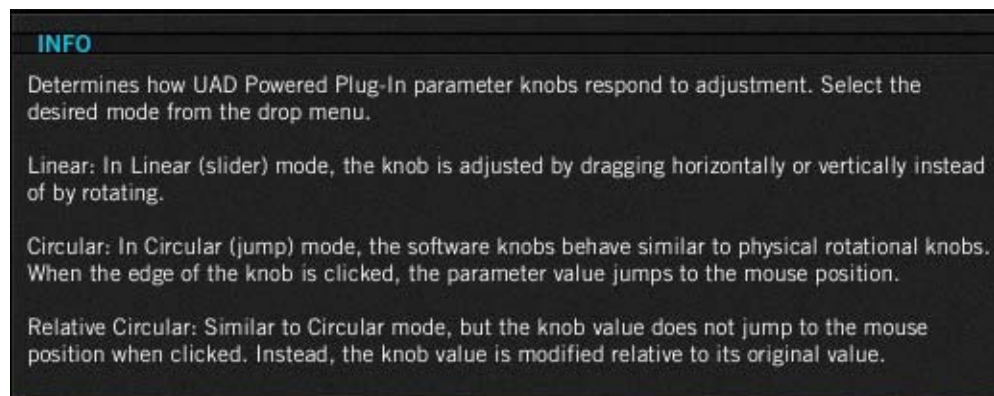 INFO
Determines how UAD Powered Plug-In parameter knobs respond to adjustment. Select the
desired mode from the drop menu.
Linear: In Linear (slider) mode, the knob is adjusted by dragging horizontally or vertically instead
of by rotating.
Circular: In Circular (jump) mode, the software knobs behave similar to physical rotational knobs.
When the edge of the knob is clicked, the parameter value jumps to the mouse position.
Relative Circular: Similar to Circular mode, but the knob value does not jump to the mouse
position when clicked. Instead, the knob value is modified relative to its original value.